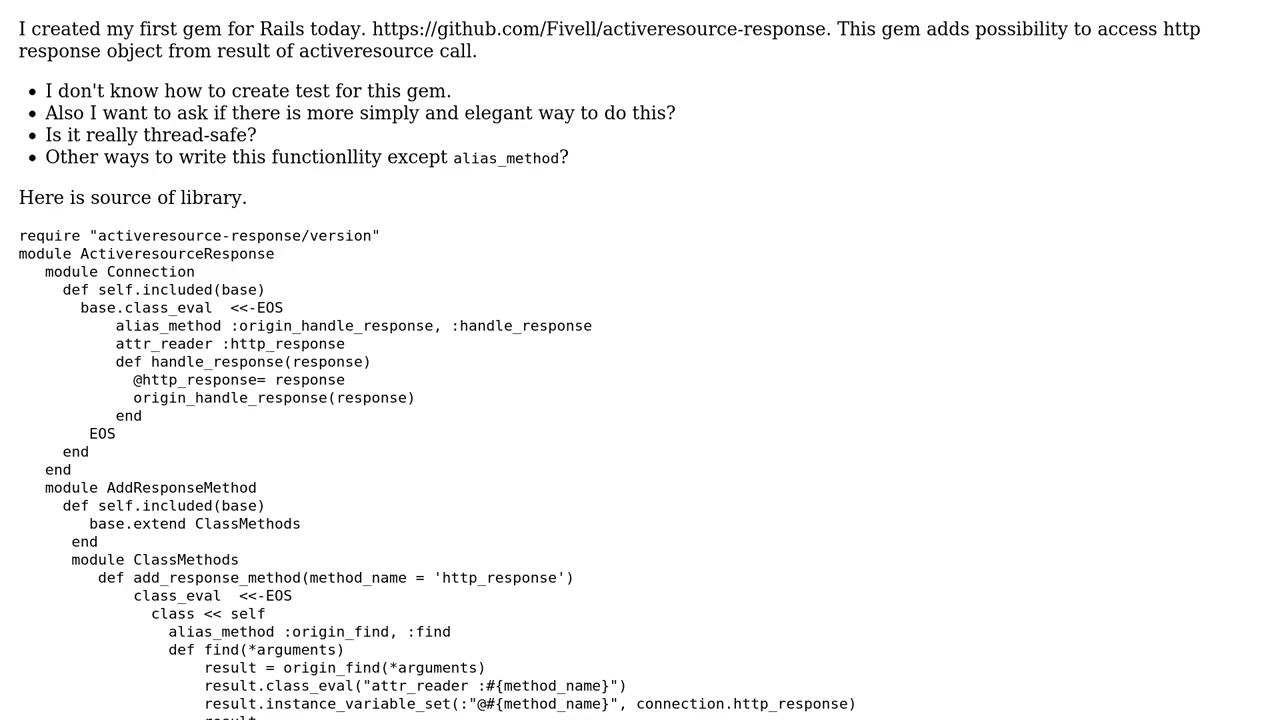 I created my first gem for Rails today. https://github.com/Fivell/activeresource-response. This gem adds possibility to access http
response object from result of activeresource call.
• I don't know how to create test for this gem.
• Also I want to ask if there is more simply and elegant way to do this?
• Is it really thread-safe?
• Other ways to write this functionllity except alias_method?
Here is source of library.
require "activeresource-response/version"
module ActiveresourceResponse
   module Connection
     def self.included(base)
       base.class_eval  <<-EOS
           alias_method :origin_handle_response, :handle_response
           attr_reader :http_response
           def handle_response(response)
             @http_response= response
             origin_handle_response(response)
           end
        EOS
     end
   end
   module AddResponseMethod
     def self.included(base)
        base.extend ClassMethods
      end
      module ClassMethods
         def add_response_method(method_name = 'http_response')
             class_eval  <<-EOS
               class << self
                 alias_method :origin_find, :find
                 def find(*arguments)
                     result = origin_find(*arguments)
                     result.class_eval("attr_reader :#{method_name}")
                     result.instance_variable_set(:"@#{method_name}", connection.http_response)
                     result